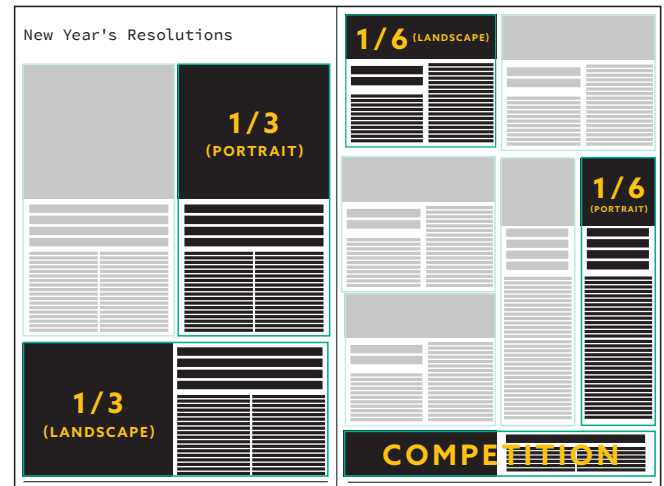 New Year's Resolutions
1/3
(PORTRAIT)
1/3
(LANDSCAPE)
1/6 (LANDSCAPE)
1/6
(PORTRAIT)
COMPETITION